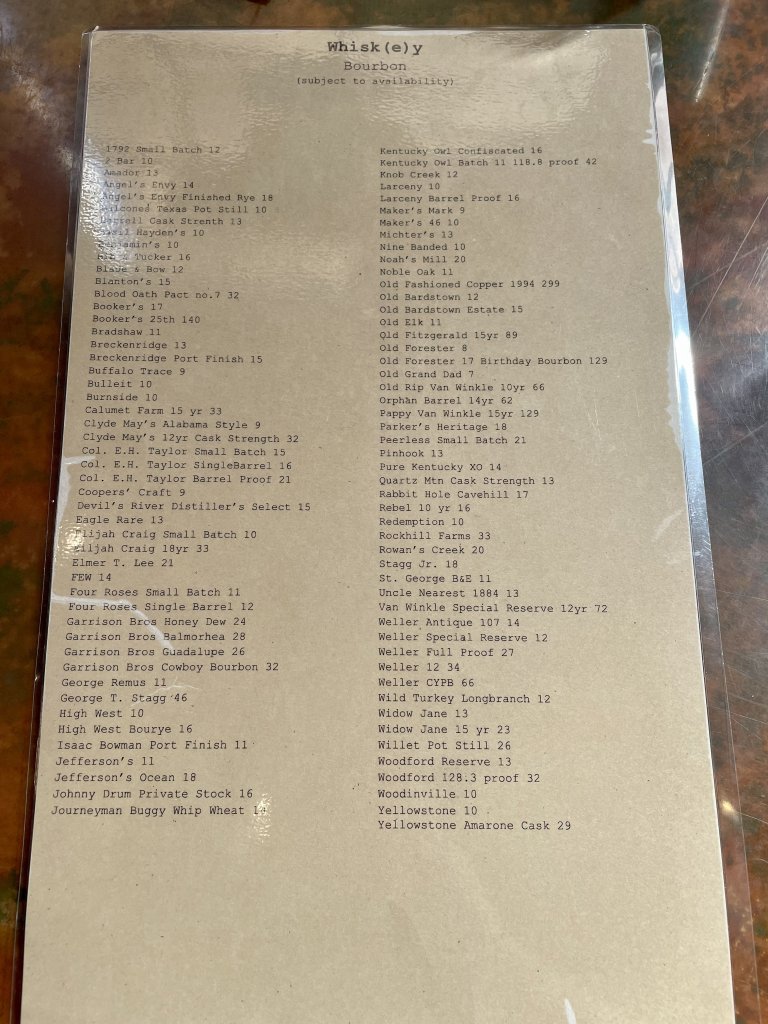 Whisk(e)y
Bourbon
(subject to availability)
1792 Small Batch 12
2 Bar 10
Amador 13
Angel's Envy 14
Angel's Envy Finished Rye 18
Balcones Texas Pot Still 10
Barrell Cask Strenth 13
Basil Hayden's 10
Benjamin's 10
Bib & Tucker 16
Blade & Bow 12
Blanton's 15
Blood Oath Pact no.7 32
Booker's 17
Booker's 25th 140
Bradshaw 11
Breckenridge 13
Breckenridge Port Finish 15
Buffalo Trace 9
Bulleit 10
Burnside 10
Calumet Farm 15 yr 33
Clyde May's Alabama Style 9
Clyde May's 12yr Cask Strength 32
Col. E.H. Taylor Small Batch 15
Col. E.H. Taylor SingleBarrel 16
Col. E.H. Taylor Barrel Proof 21
Coopers' Craft 9
Devil's River Distiller's Select 15
Eagle Rare 13
Elijah Craig Small Batch 10
Eiljah Craig 18yr 33
Elmer T. Lee 21
FEW 14
Four Roses Small Batch 11
Four Roses Single Barrel 12
Garrison Bros Honey Dew 24
Garrison Bros Balmorhea 28
Garrison Bros Guadalupe 26
Garrison Bros Cowboy Bourbon 32
George Remus 11
George T. Stagg 46
High West 10
High West Bourye 16
Isaac Bowman Port Finish 11
Jefferson's 11
Jefferson's Ocean 18
Johnny Drum Private Stock 16
Journeyman Buggy Whip Wheat 14
Kentucky Owl Confiscated 16
Kentucky Owl Batch 11 118.8 proof 42
Knob Creek 12
Larceny 10
Larceny Barrel Proof 16
Maker's Mark 9
Maker's 46 10
Michter's 13
Nine Banded 10
Noah's Mill 20
Noble Oak 11
Old Fashioned Copper 1994 299
Old Bardstown 12
Old Bardstown Estate 15
Old Elk 11
Old Fitzgerald 15yr 89
Old Forester 8
Old Forester 17 Birthday Bourbon 129
Old Grand Dad 7
Old Rip Van Winkle 10yr 66
Orphan Barrel 14yr 62
Pappy Van Winkle 15yr 129
Parker's Heritage 18
Peerless Small Batch 21
Pinhook 13
Pure Kentucky XO 14
Quartz Mtn Cask Strength 13
Rabbit Hole Cavehill 17
Rebel 10 yr 16
Redemption 10
Rockhill Farms 33
Rowan's Creek 20
Stagg Jr. 18
St. George B&E 11
Uncle Nearest 1884 13
Van Winkle Special Reserve 12yr 72
Weller Antique 107 14
Weller Special Reserve 12
Weller Full Proof 27
Weller 12 34
Weller CYPB 66
Wild Turkey Longbranch 12
Widow Jane 13
Widow Jane 15 yr 23
Willet Pot Still 26
Woodford Reserve 13
Woodford 128.3 proof 32
Woodinville 10
Yellowstone 10
Yellowstone Amarone Cask 29